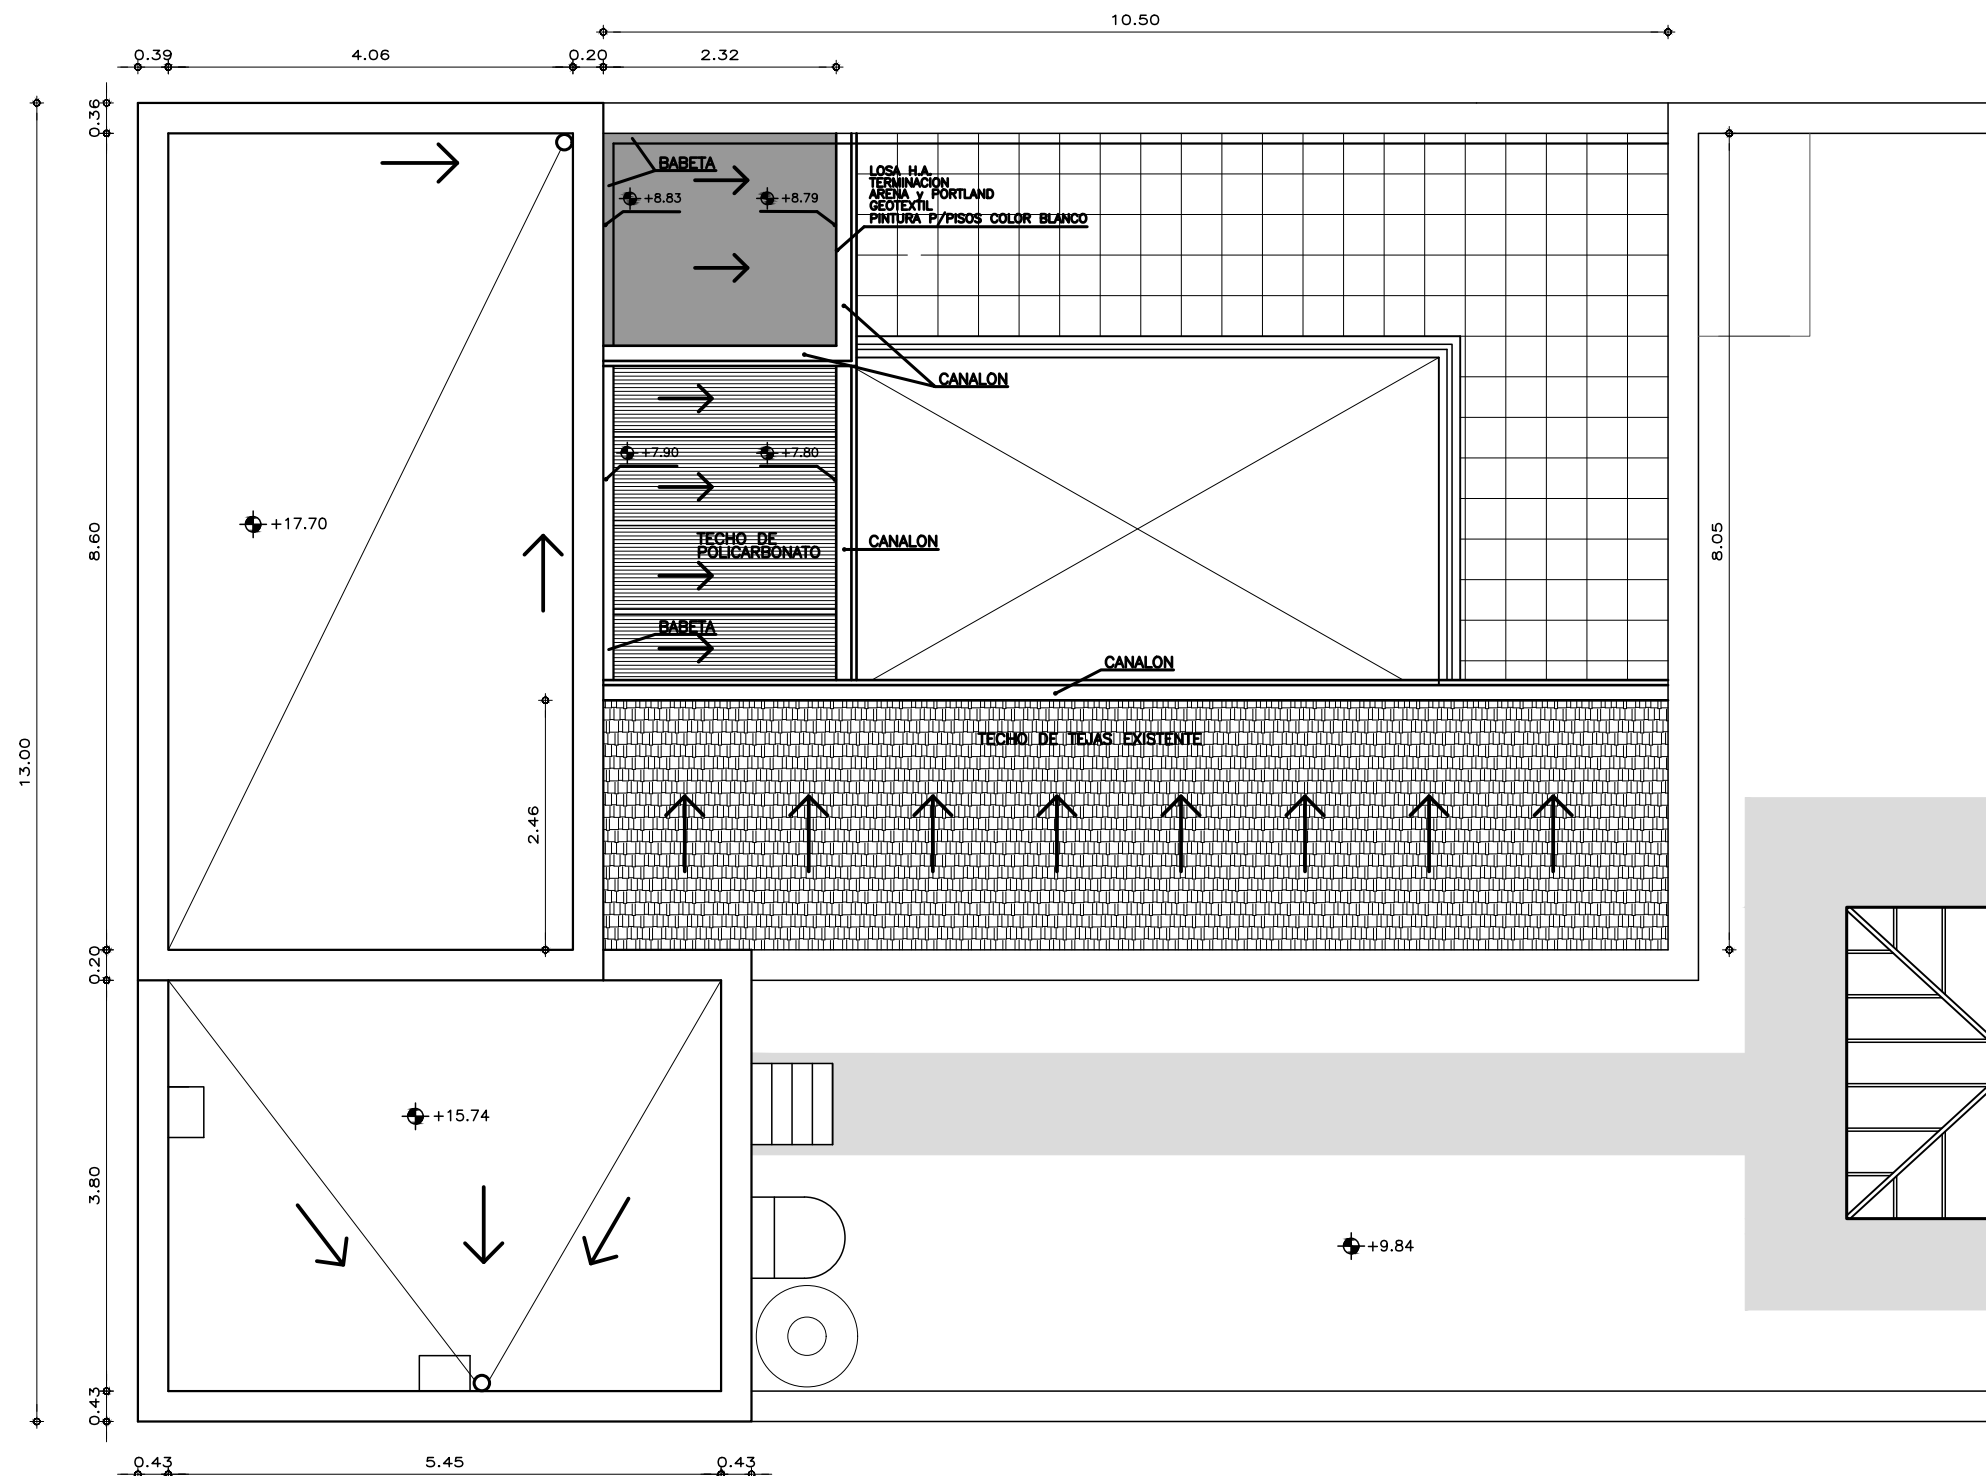 10.50
0.39 4.06 0.20 2.32
0.36
BABETA
+8.83 +8.79
LOSA H.A.
TERMINACION
ARENA y PORTLAND
GEOTEXTIL
PINTURA P/PISOS COLOR BLANCO
CANALON
+7.90 +7.80
+17.70
8.60
TECHO DE
POLICARBONATO
CANALON
8.05
BABETA
CANALON
TECHO DE TEJAS EXISTENTE
13.00
2.46
0.20
+15.74
3.80
+9.84
0.43
0.43 5.45 0.43